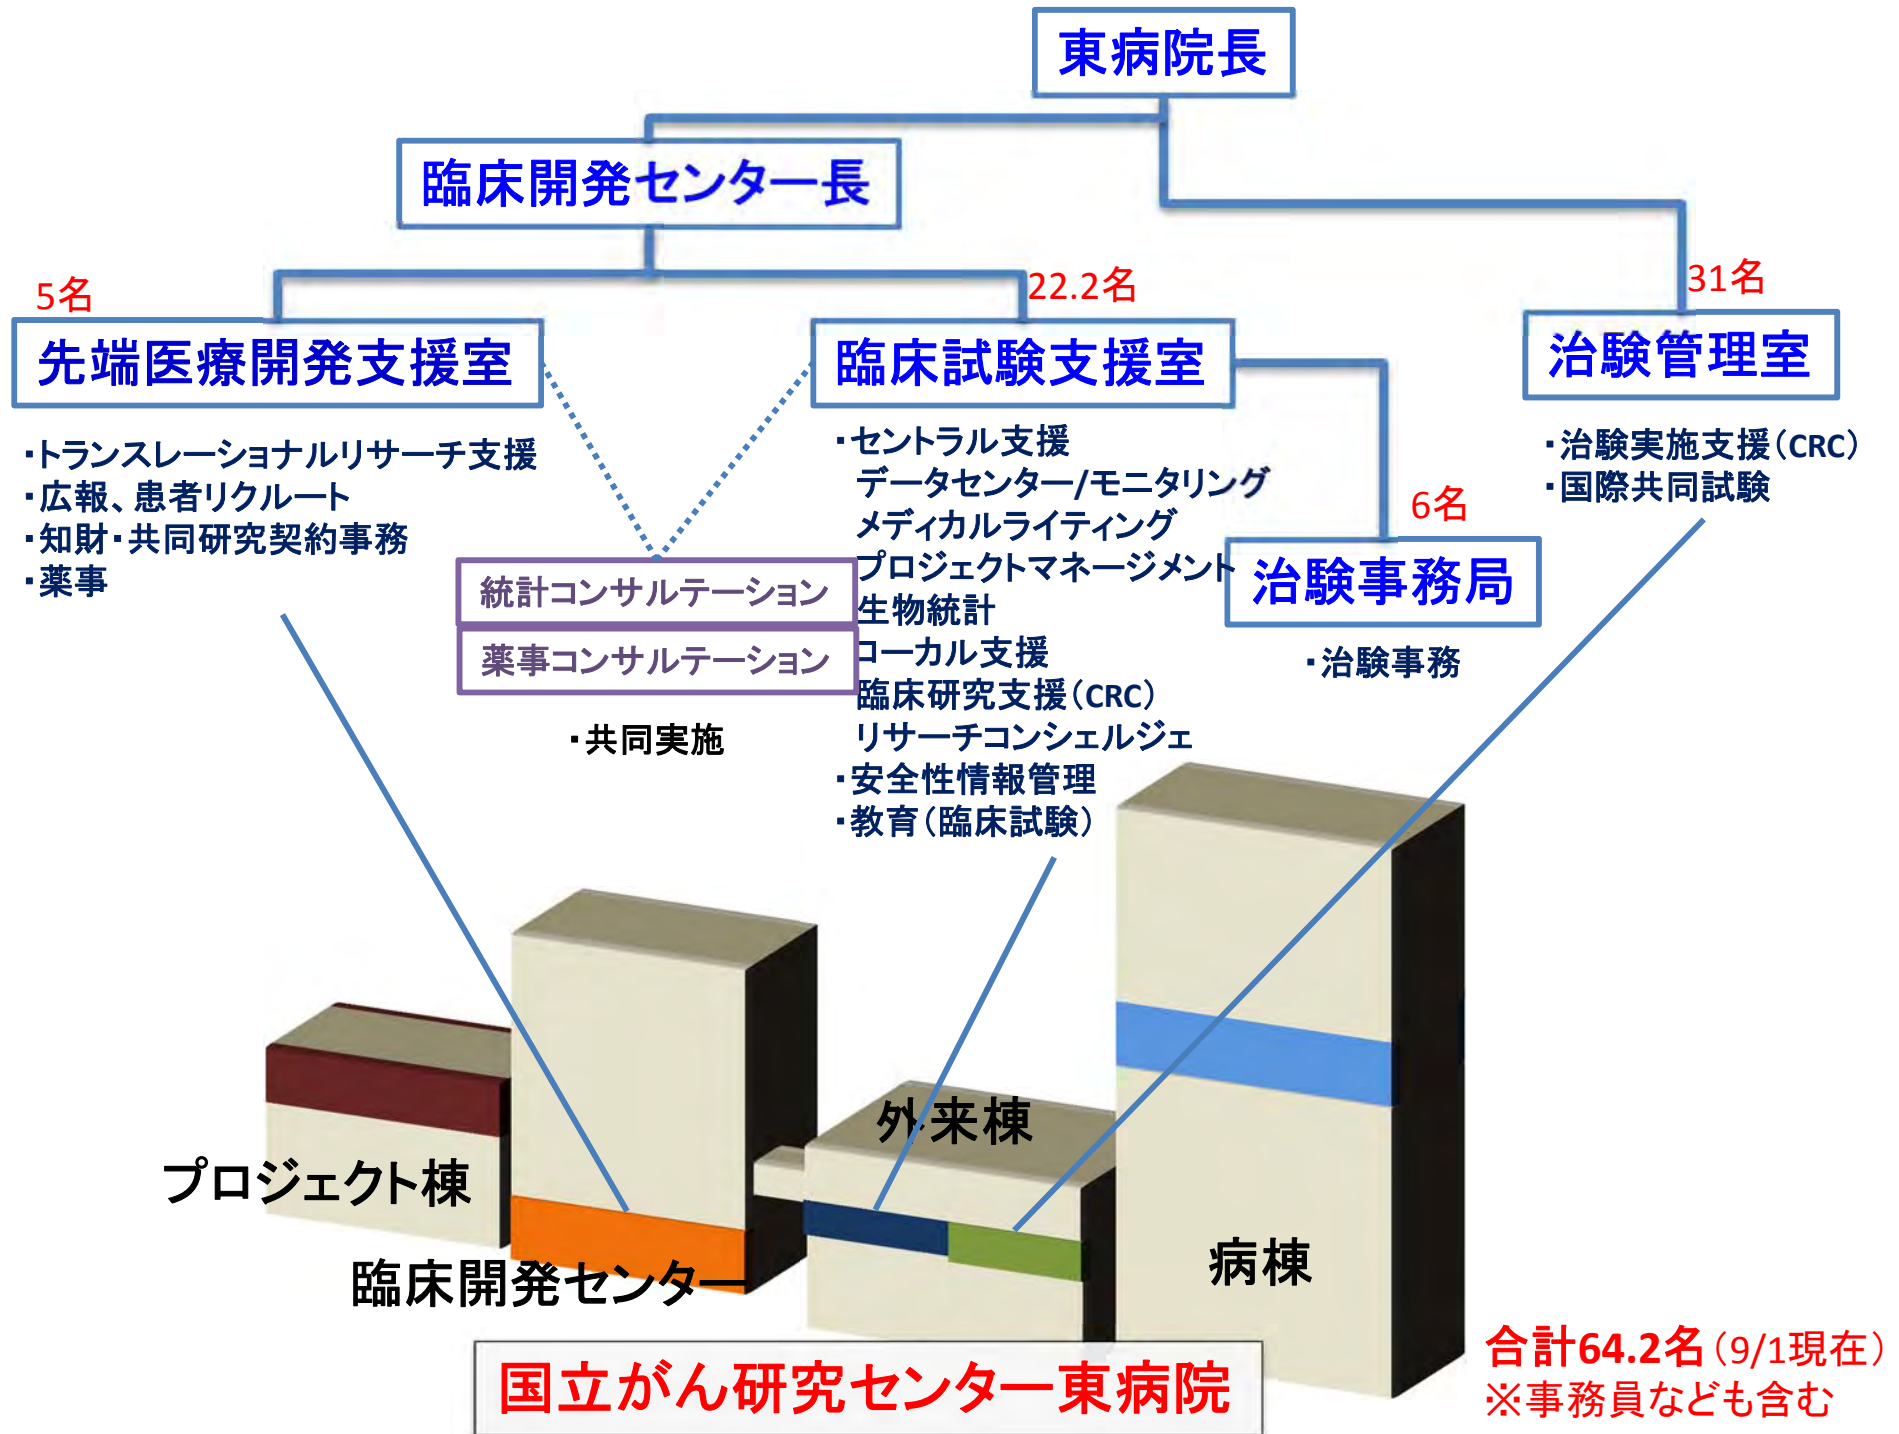 東病院長
臨床開発センター長
5名
22.2名
31名
先端医療開発支援室
臨床試験支援室
治験管理室
・トランスレーショナルリサーチ支援
・広報、患者リクルート
・知財・共同研究契約事務
・薬事
・セントラル支援
データセンター/モニタリング
メディカルライティング
プロジェクトマネージメント
生物統計
ローカル支援
臨床研究支援(CRC)
リサーチコンシェルジェ
・安全性情報管理
・教育(臨床試験)
・治験実施支援(CRC)
・国際共同試験
6名
治験事務局
・治験事務
統計コンサルテーション
薬事コンサルテーション
・共同実施
プロジェクト棟
臨床開発センター
外来棟
病棟
国立がん研究センター東病院
合計64.2名(9/1現在)
※事務員なども含む